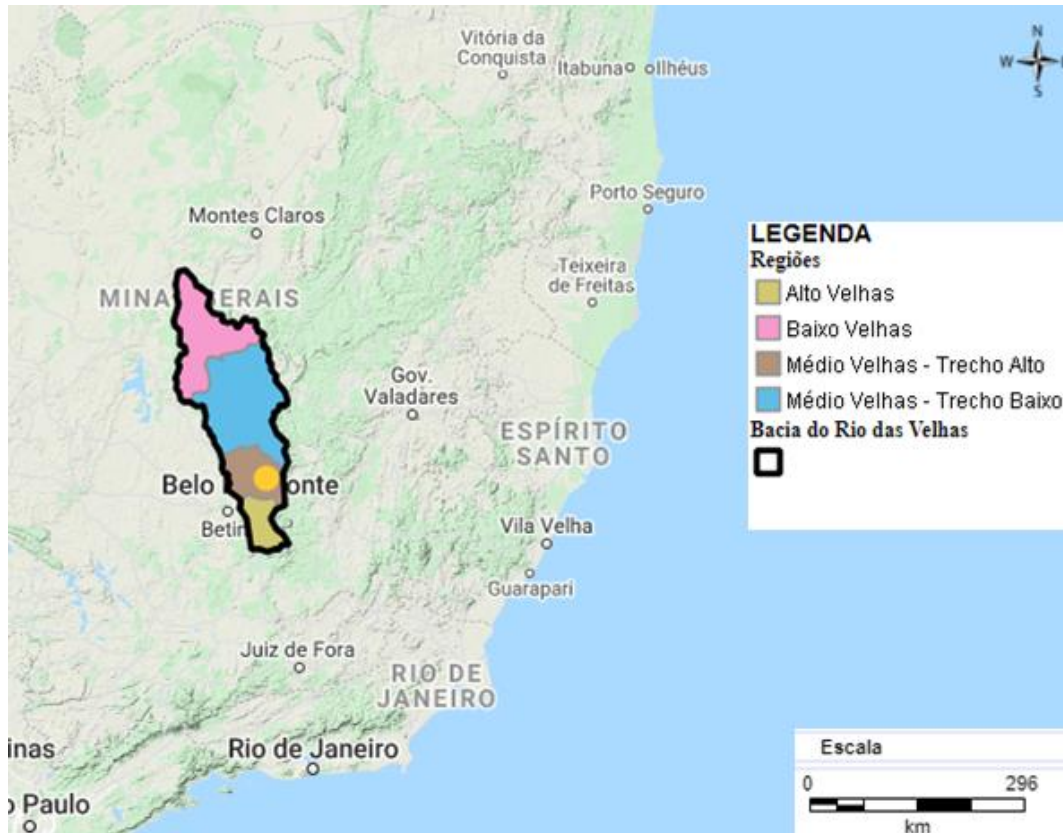 Vitória da
Conquista
Itabuna
Ilhéus
N
W
S
Porto Seguro
Montes Claros
Teixeira
de Freitas
MINA
GERAIS
Gov.
Valadares
ESPÍRITO
SANTO
Belo
onte
Betin
Vila Velha
Guarapari
Juiz de Fora
RIO DE
JANEIRO
inas
Rio de Janeiro
Paulo
LEGENDA
Regiões
Alto Velhas
Baixo Velhas
Médio Velhas - Trecho Alto
Médio Velhas - Trecho Baixo
Bacia do Rio das Velhas
Escala
0 296
km